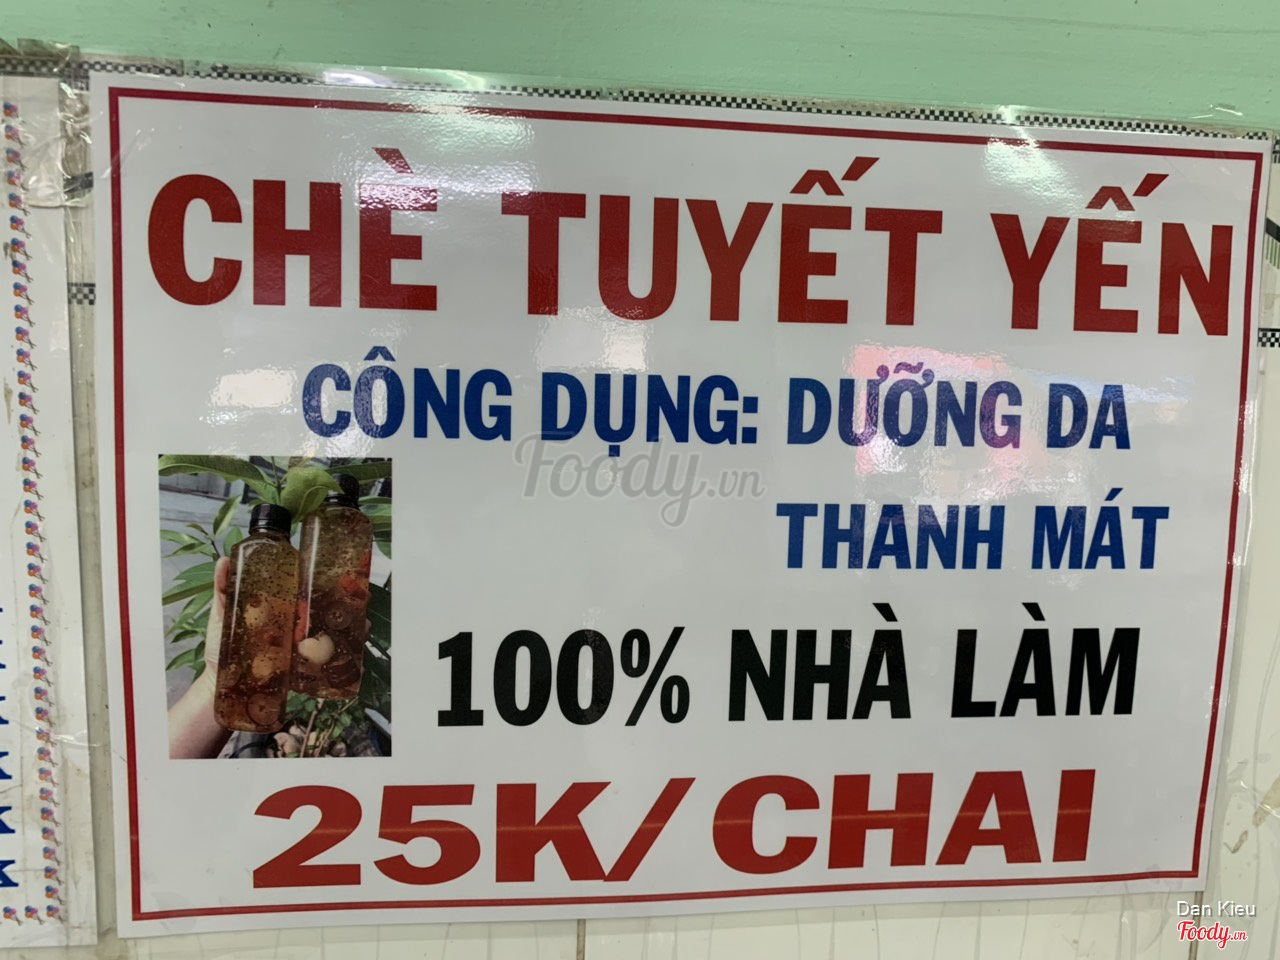 CHÈ TUYẾT YẾN
CÔNG DỤNG: DƯỠNG DA
THANH MÁT
100% NHÀ LÀM
25K/CHAI
Foody.vn
Dan Kieu
Foody.vn